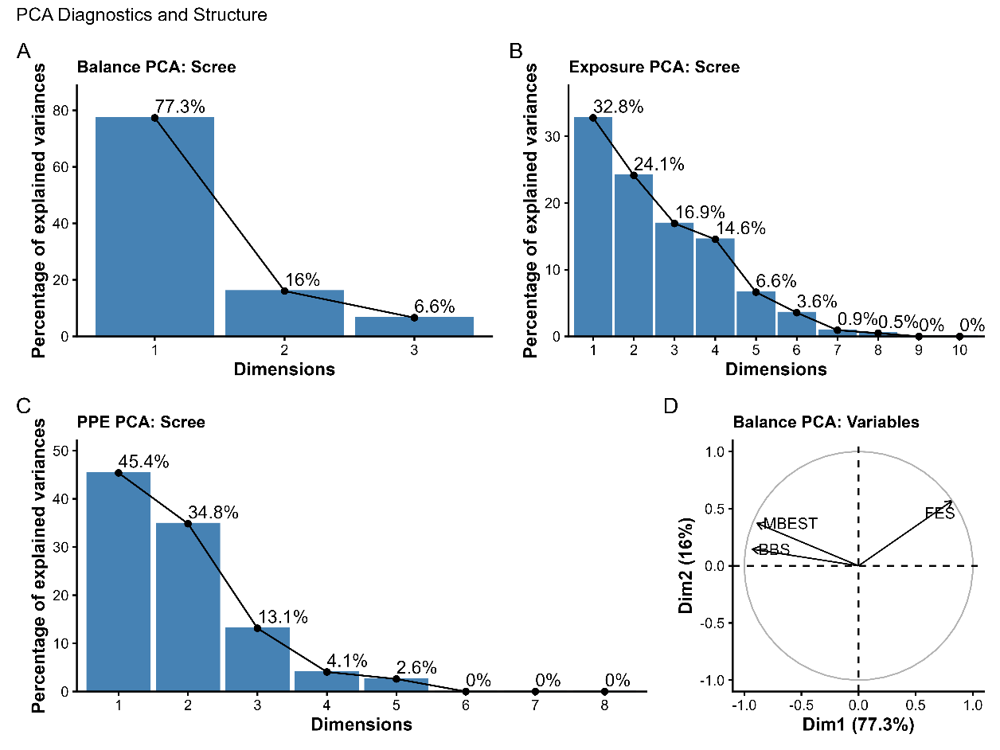 PCA Diagnostics and Structure
A
Balance PCA: Scree
Percentage of explained variances
80
60
40
20
0
77.3%
16%
6.6%
1 2 3
Dimensions
B
Exposure PCA: Scree
Percentage of explained variances
30
20
10
0
32.8%
24.1%
16.9%
14.6%
6.6%
3.6%
0.9%
0.5%
0%
0%
1 2 3 4 5 6 7 8 9 10
Dimensions
C
PPE PCA: Scree
Percentage of explained variances
50
40
30
20
10
0
45.4%
34.8%
13.1%
4.1%
2.6%
0%
0%
0%
1 2 3 4 5 6 7 8
Dimensions
D
Balance PCA: Variables
Dim2 (16%)
1.0
0.5
0.0
-0.5
-1.0
FES
MBEST
BBS
-1.0 -0.5 0.0 0.5 1.0
Dim1 (77.3%)